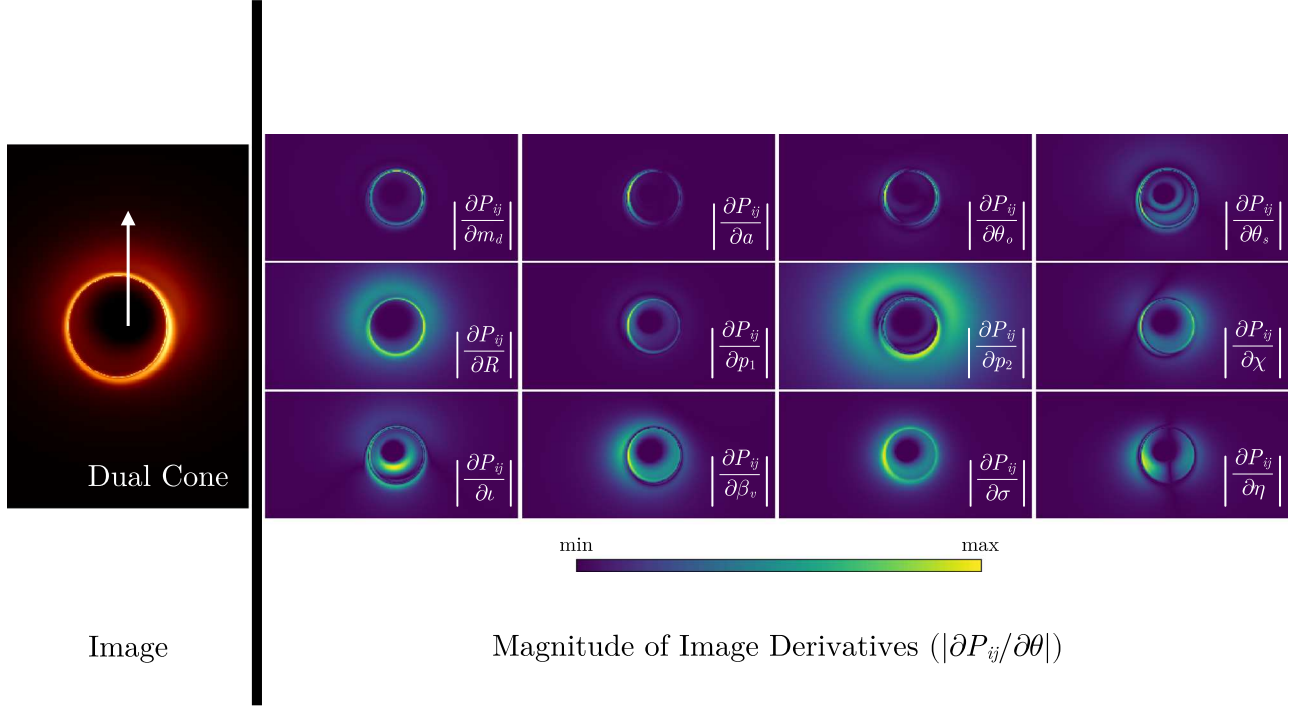 Dual Cone
|∂P_ij/∂m_d|
|∂P_ij/∂a|
|∂P_ij/∂θ_o|
|∂P_ij/∂θ_s|
|∂P_ij/∂R|
|∂P_ij/∂p_1|
|∂P_ij/∂p_2|
|∂P_ij/∂χ|
|∂P_ij/∂ι|
|∂P_ij/∂β_v|
|∂P_ij/∂σ|
|∂P_ij/∂η|
min
max
Image
Magnitude of Image Derivatives (|∂P_ij/∂θ|)